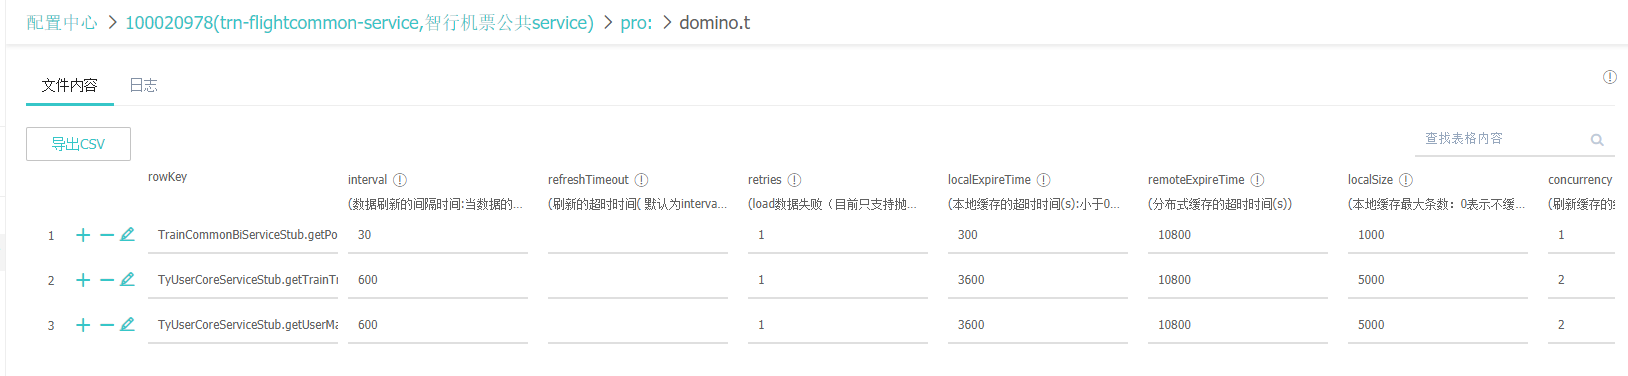 配置中心 > 100020978(trn-flightcommon-service,智行机票公共service) > pro: > domino.t
文件内容 日志
导出CSV 查找表格内容
rowKey interval refreshTimeout retries localExpireTime remoteExpireTime localSize concurrency
(数据刷新的间隔时间:当数据的... (刷新的超时时间( 默认为interva... (load数据失败（目前只支持抛... (本地缓存的超时时间(s):小于0... (分布式缓存的超时时间(s)) (本地缓存最大条数：0表示不缓... (刷新缓存的
1 TrainCommonBiServiceStub.getPo 30 1 300 10800 1000 1
2 TyUserCoreServiceStub.getTrainTr 600 1 3600 10800 5000 2
3 TyUserCoreServiceStub.getUserMa 600 1 3600 10800 5000 2